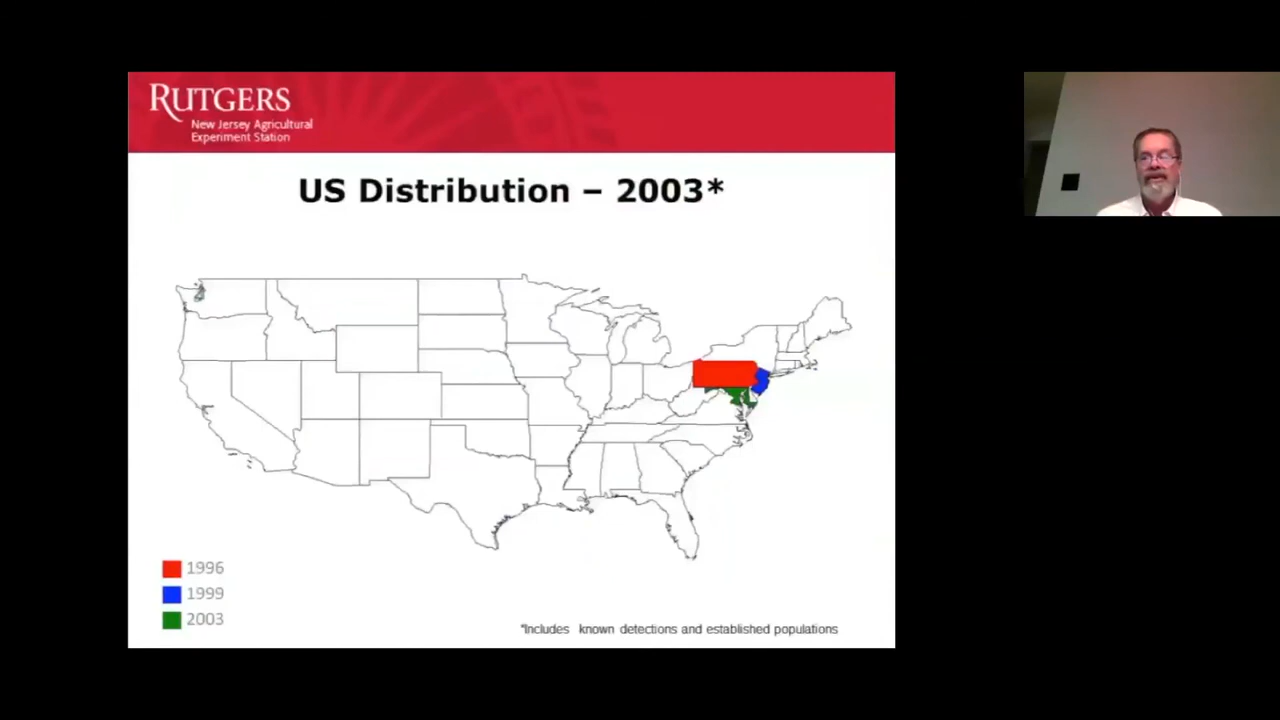 RUTGERS
New Jersey Agricultural
Experiment Station
US Distribution – 2003*
1996
1999
2003
*Includes known detections and established populations